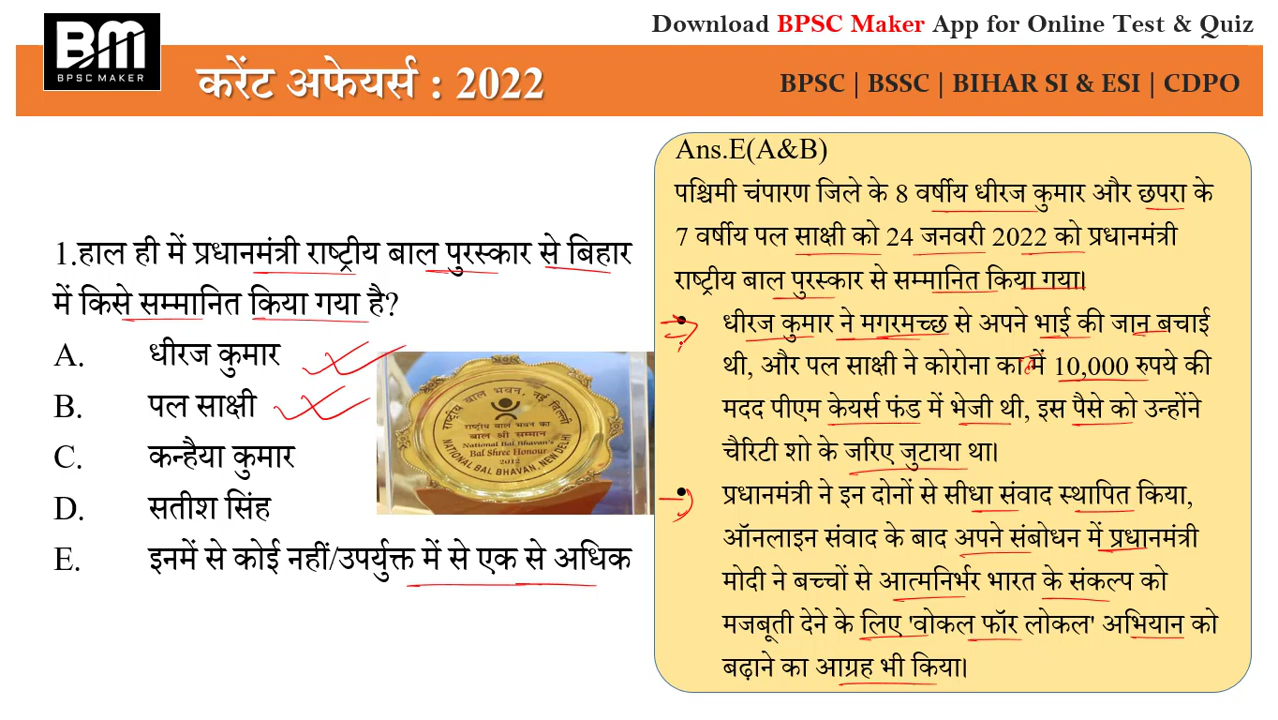 Download BPSC Maker App for Online Test & Quiz
BM
BPSC MAKER
करेंट अफेयर्स : 2022
BPSC | BSSC | BIHAR SI & ESI | CDPO
1.हाल ही में प्रधानमंत्री राष्ट्रीय बाल पुरस्कार से बिहार
में किसे सम्मानित किया गया है?
A. धीरज कुमार
B. पल साक्षी
C. कन्हैया कुमार
D. सतीश सिंह
E. इनमें से कोई नहीं/उपर्युक्त में से एक से अधिक
राष्ट्रीय बाल भवन, नई दिल्ली
राष्ट्रीय बाल भवन का
बाल श्री सम्मान
National Bal Bhavan's
Bal Shree Honour
2012
NATIONAL BAL BHAVAN, NEW DELHI
Ans.E(A&B)
पश्चिमी चंपारण जिले के 8 वर्षीय धीरज कुमार और छपरा के
7 वर्षीय पल साक्षी को 24 जनवरी 2022 को प्रधानमंत्री
राष्ट्रीय बाल पुरस्कार से सम्मानित किया गया।
• धीरज कुमार ने मगरमच्छ से अपने भाई की जान बचाई
थी, और पल साक्षी ने कोरोना का में 10,000 रुपये की
मदद पीएम केयर्स फंड में भेजी थी, इस पैसे को उन्होंने
चैरिटी शो के जरिए जुटाया था।
• प्रधानमंत्री ने इन दोनों से सीधा संवाद स्थापित किया,
ऑनलाइन संवाद के बाद अपने संबोधन में प्रधानमंत्री
मोदी ने बच्चों से आत्मनिर्भर भारत के संकल्प को
मजबूती देने के लिए 'वोकल फॉर लोकल' अभियान को
बढ़ाने का आग्रह भी किया।